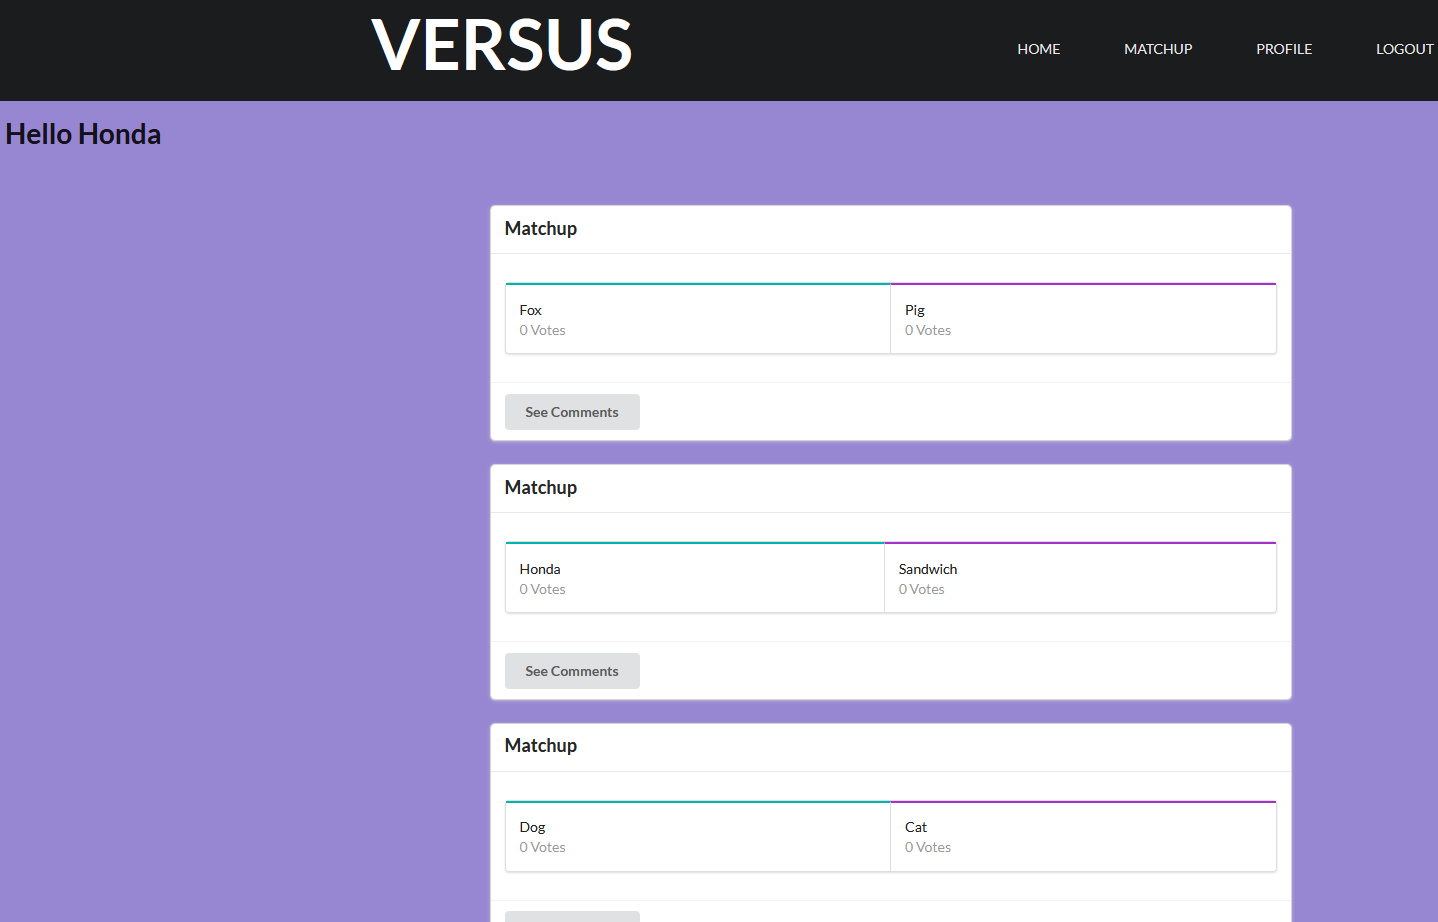 VERSUS
HOME MATCHUP PROFILE LOGOUT
Hello Honda
Matchup
Fox
0 Votes
Pig
0 Votes
See Comments
Matchup
Honda
0 Votes
Sandwich
0 Votes
See Comments
Matchup
Dog
0 Votes
Cat
0 Votes